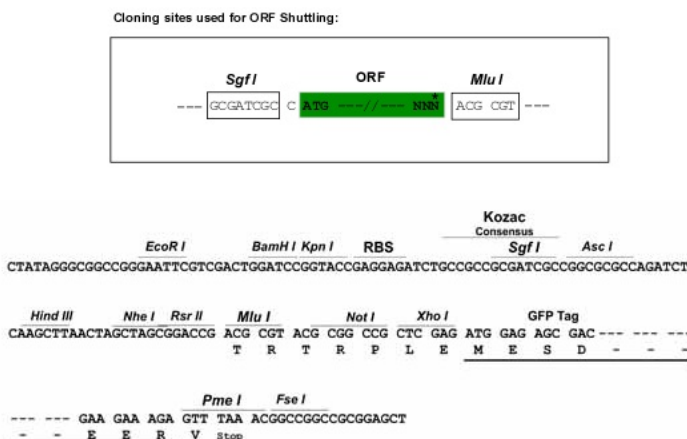 Cloning sites used for ORF Shuttling:
Sgf I ORF Mlu I
--- GCGATCGC C ATG ---//--- NNN* ACG CGT ---
Kozac
Consensus
EcoR I BamH I Kpn I RBS Sgf I Asc I
CTATAGGGCGGCCGGGAATTCGTCGACTGGATCCGGTACCGAGGAGATCTGCCGCCGCGATCGCCGGCGCGCCAGATCT
Hind III Nhe I Rsr II Mlu I Not I Xho I GFP Tag
CAAGCTTAACTAGCTAGCGGACCG ACG CGT ACG CGG CCG CTC GAG ATG GAG AGC GAC--- --- ---
T R T R P L E M E S D - - -
Pme I Fse I
--- --- GAA GAA AGA GTT TAA ACGGCCGGCCGCGGAGCT
- - E E R V Stop